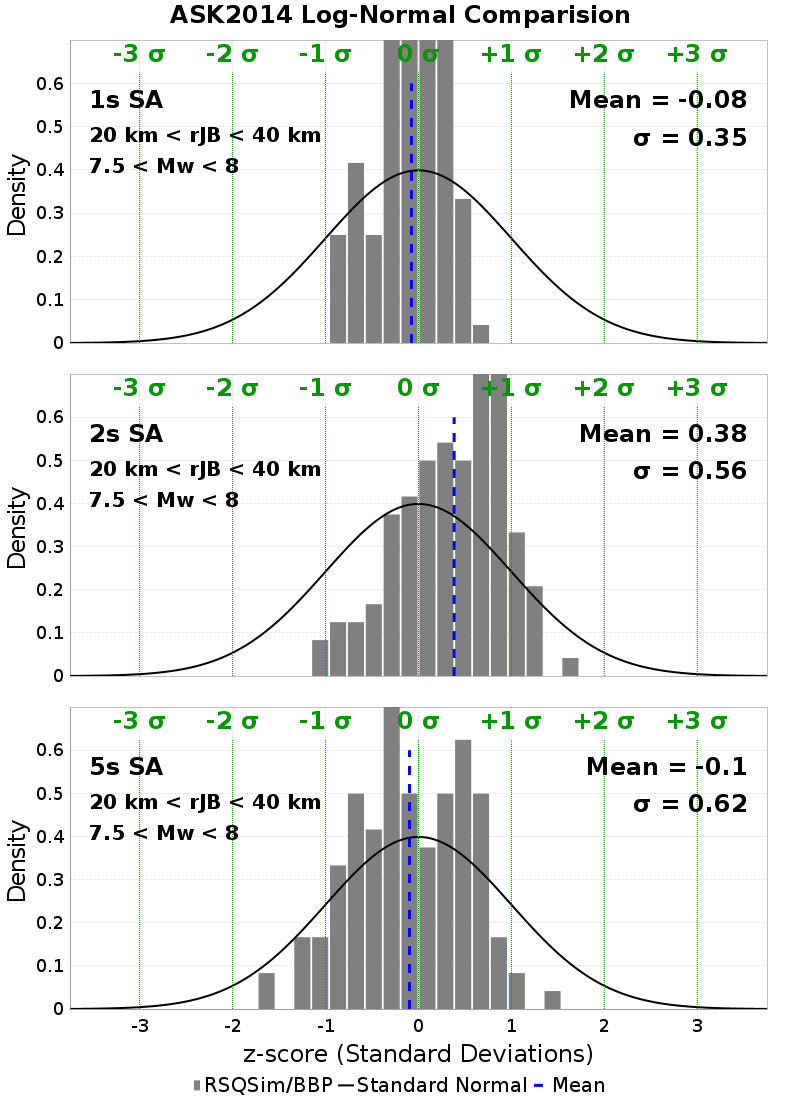 ASK2014 Log-Normal Comparision
-3 σ -2 σ -1 σ 0 σ +1 σ +2 σ +3 σ
0.6
1s SA
Mean = -0.08
0.5
20 km < rJB < 40 km
σ = 0.35
0.4
7.5 < Mw < 8
Density
0.3
0.2
0.1
0
-3 σ -2 σ -1 σ 0 σ +1 σ +2 σ +3 σ
0.6
2s SA
Mean = 0.38
0.5
20 km < rJB < 40 km
σ = 0.56
0.4
7.5 < Mw < 8
Density
0.3
0.2
0.1
0
-3 σ -2 σ -1 σ 0 σ +1 σ +2 σ +3 σ
0.6
5s SA
Mean = -0.1
0.5
20 km < rJB < 40 km
σ = 0.62
0.4
7.5 < Mw < 8
Density
0.3
0.2
0.1
0
-3 -2 -1 0 1 2 3
z-score (Standard Deviations)
RSQSim/BBP Standard Normal Mean